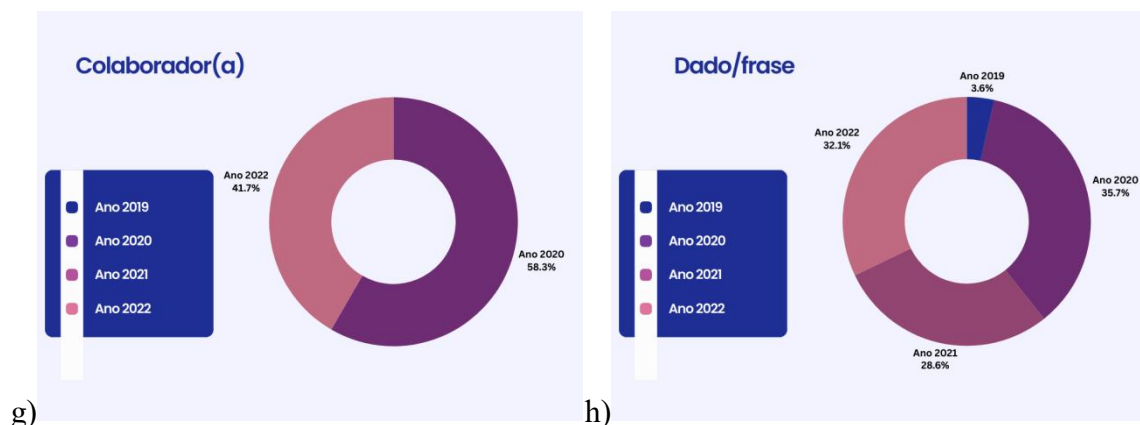 Colaborador(a)
Ano 2022
41.7%
Ano 2019
Ano 2020
Ano 2021
Ano 2022
Ano 2020
58.3%
g)
Dado/frase
Ano 2019
3.6%
Ano 2022
32.1%
Ano 2020
35.7%
Ano 2019
Ano 2020
Ano 2021
Ano 2022
Ano 2021
28.6%
h)